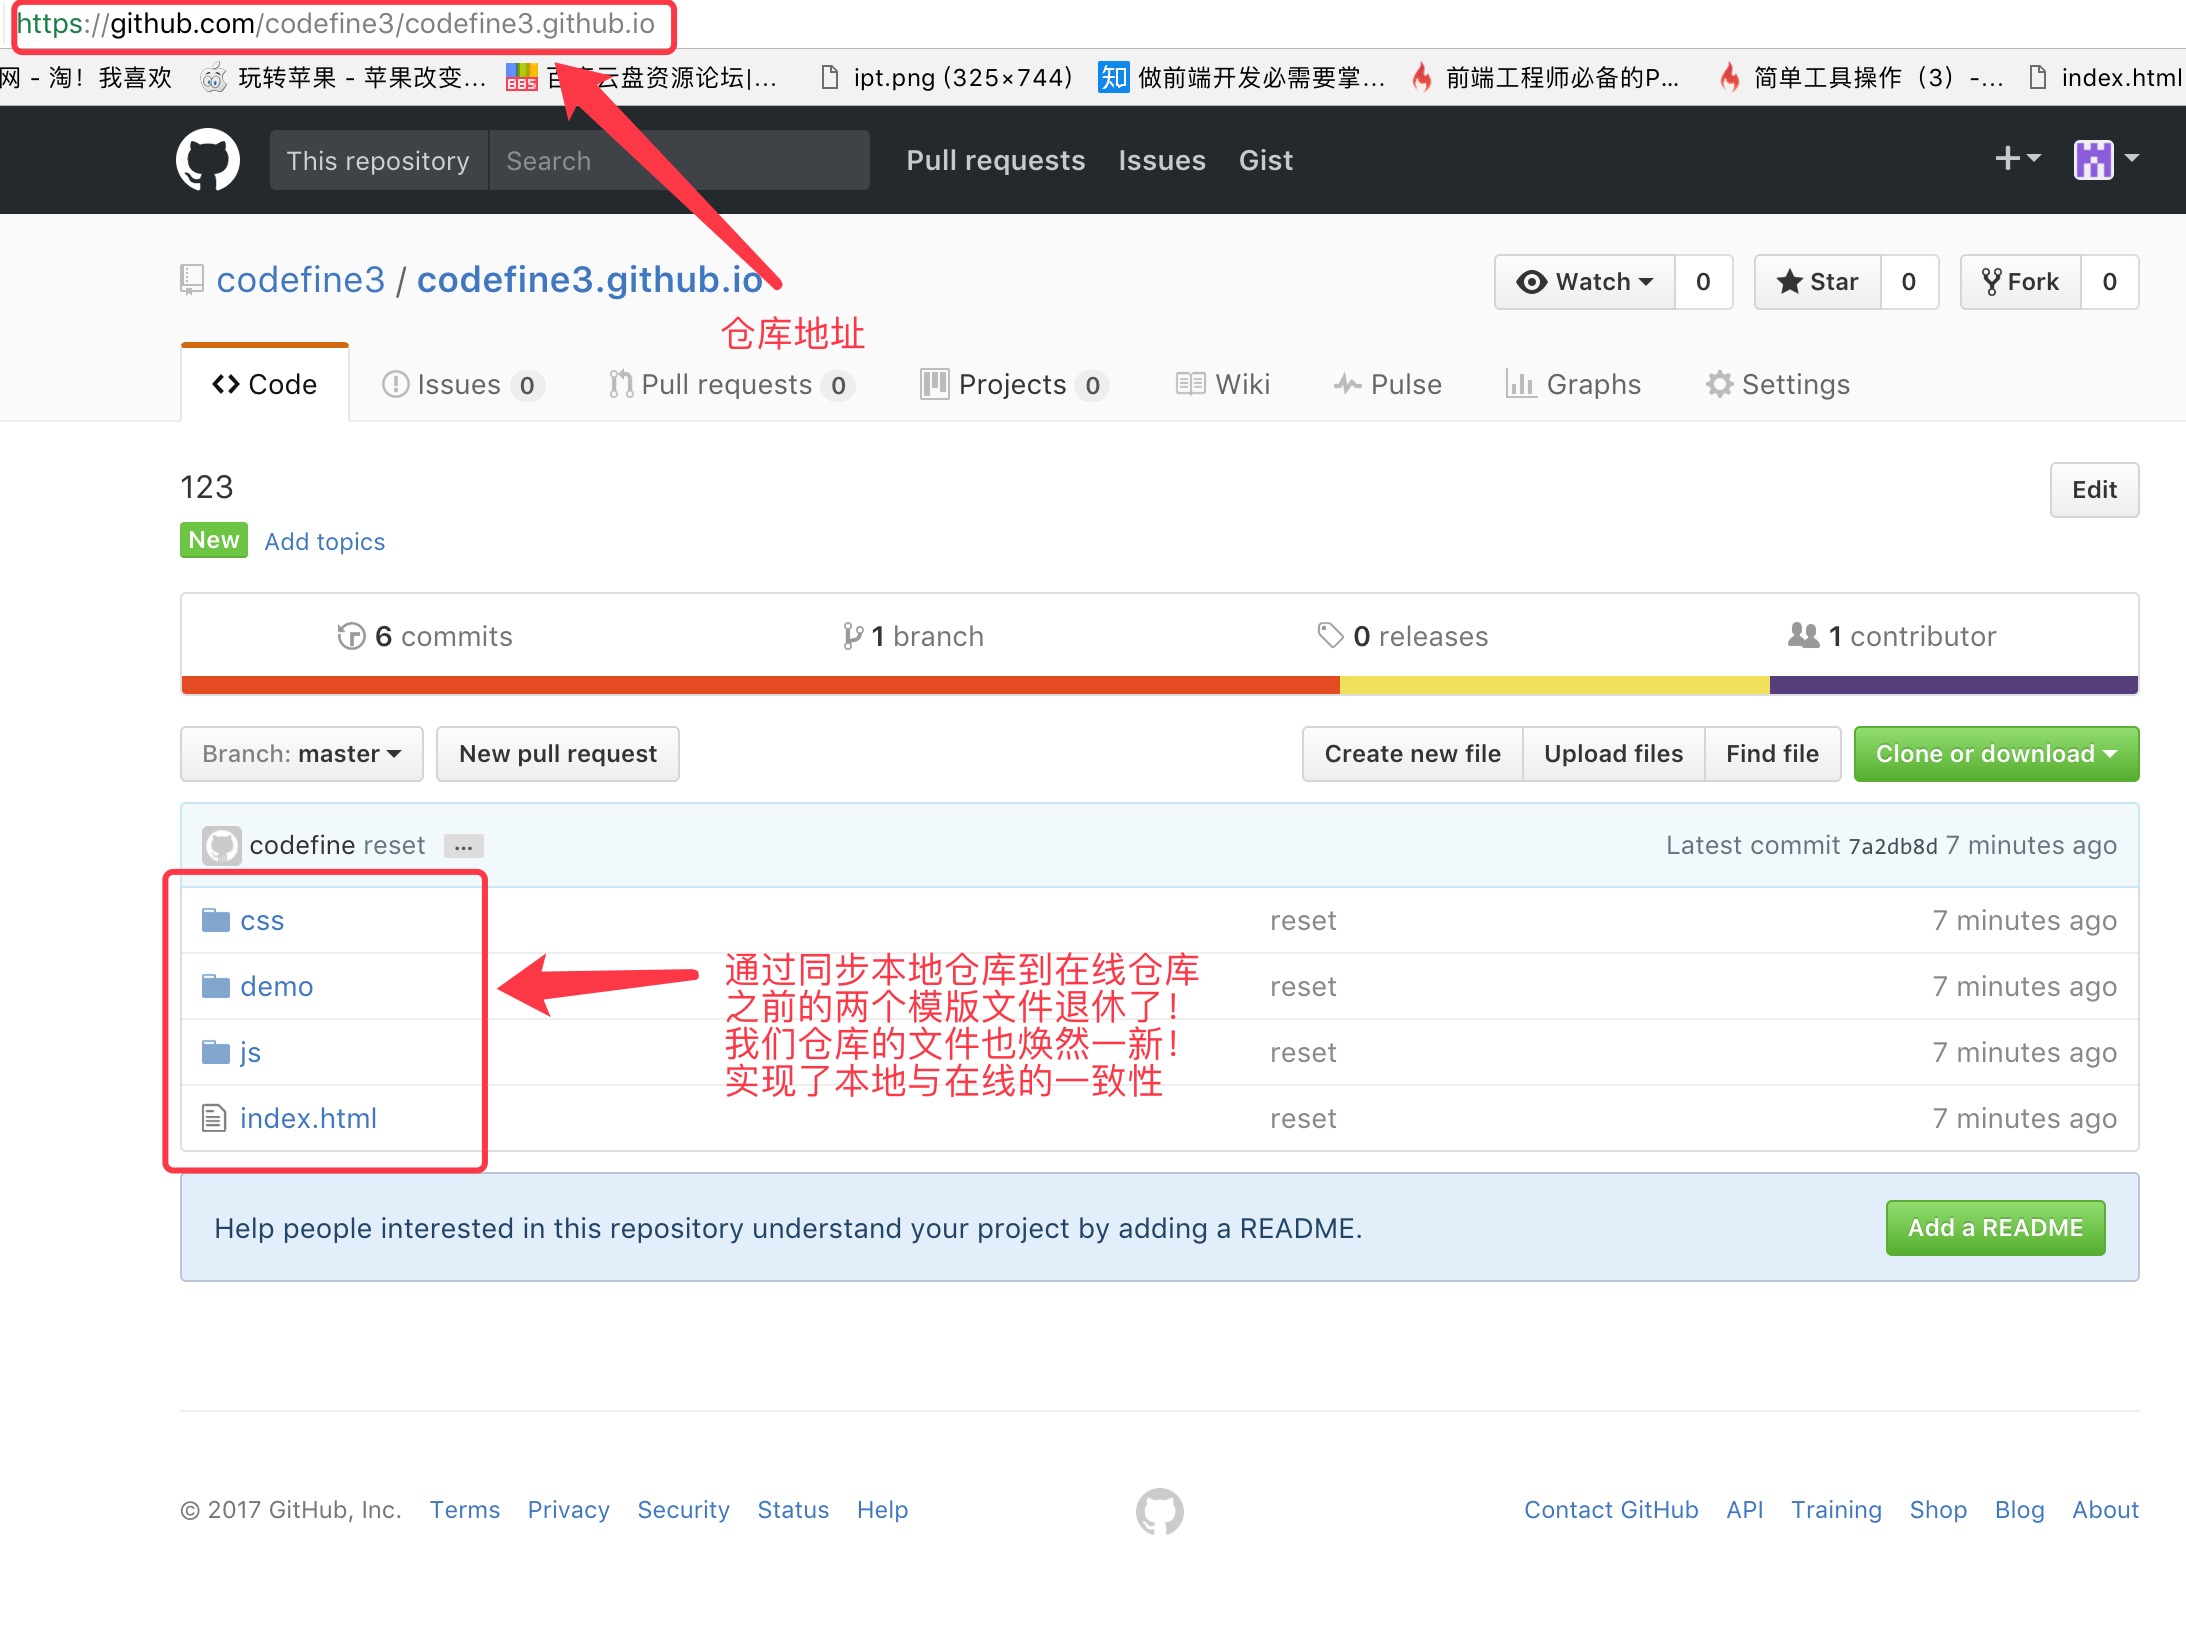 https://github.com/codefine3/codefine3.github.io
网 - 淘！我喜欢 玩转苹果 - 苹果改变... 云盘资源论坛|... ipt.png (325×744) 知 做前端开发必需要掌... 前端工程师必备的P... 简单工具操作（3）-... index.html
BBS
This repository Search Pull requests Issues Gist
codefine3 / codefine3.github.io Watch 0 Star 0 Fork 0
仓库地址
Code Issues 0 Pull requests 0 Projects 0 Wiki Pulse Graphs Settings
123 Edit
New Add topics
6 commits 1 branch 0 releases 1 contributor
Branch: master New pull request Create new file Upload files Find file Clone or download
codefine reset ... Latest commit 7a2db8d 7 minutes ago
css reset 7 minutes ago
demo reset 7 minutes ago
js reset 7 minutes ago
index.html reset 7 minutes ago
通过同步本地仓库到在线仓库
之前的两个模版文件退休了！
我们仓库的文件也焕然一新！
实现了本地与在线的一致性
Help people interested in this repository understand your project by adding a README. Add a README
© 2017 GitHub, Inc. Terms Privacy Security Status Help Contact GitHub API Training Shop Blog About